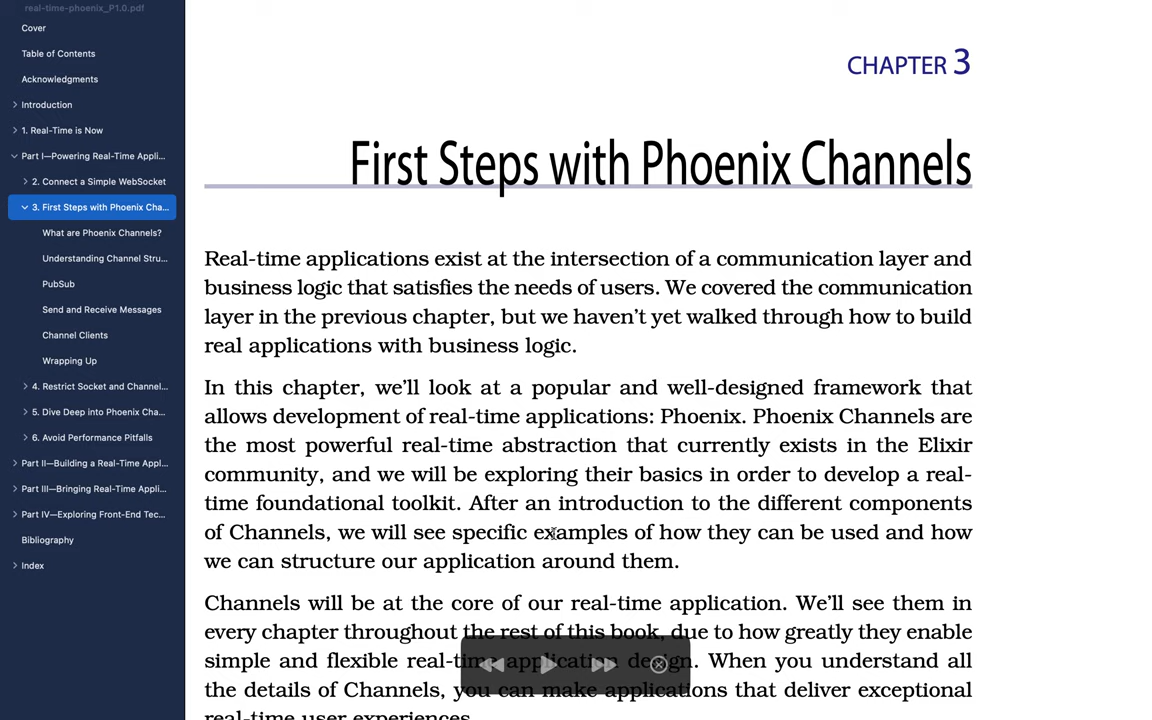 real-time-phoenix_P1.0.pdf
Cover
Table of Contents
Acknowledgments
Introduction
1. Real-Time is Now
Part I—Powering Real-Time Appli...
2. Connect a Simple WebSocket
3. First Steps with Phoenix Cha...
What are Phoenix Channels?
Understanding Channel Stru...
PubSub
Send and Receive Messages
Channel Clients
Wrapping Up
4. Restrict Socket and Channel...
5. Dive Deep into Phoenix Cha...
6. Avoid Performance Pitfalls
Part II—Building a Real-Time Appl...
Part III—Bringing Real-Time Appli...
Part IV—Exploring Front-End Tec...
Bibliography
Index
CHAPTER 3
First Steps with Phoenix Channels
Real-time applications exist at the intersection of a communication layer and
business logic that satisfies the needs of users. We covered the communication
layer in the previous chapter, but we haven't yet walked through how to build
real applications with business logic.
In this chapter, we'll look at a popular and well-designed framework that
allows development of real-time applications: Phoenix. Phoenix Channels are
the most powerful real-time abstraction that currently exists in the Elixir
community, and we will be exploring their basics in order to develop a real-
time foundational toolkit. After an introduction to the different components
of Channels, we will see specific examples of how they can be used and how
we can structure our application around them.
Channels will be at the core of our real-time application. We'll see them in
every chapter throughout the rest of this book, due to how greatly they enable
simple and flexible real-time application design. When you understand all
the details of Channels, you can make applications that deliver exceptional
real-time user experiences.